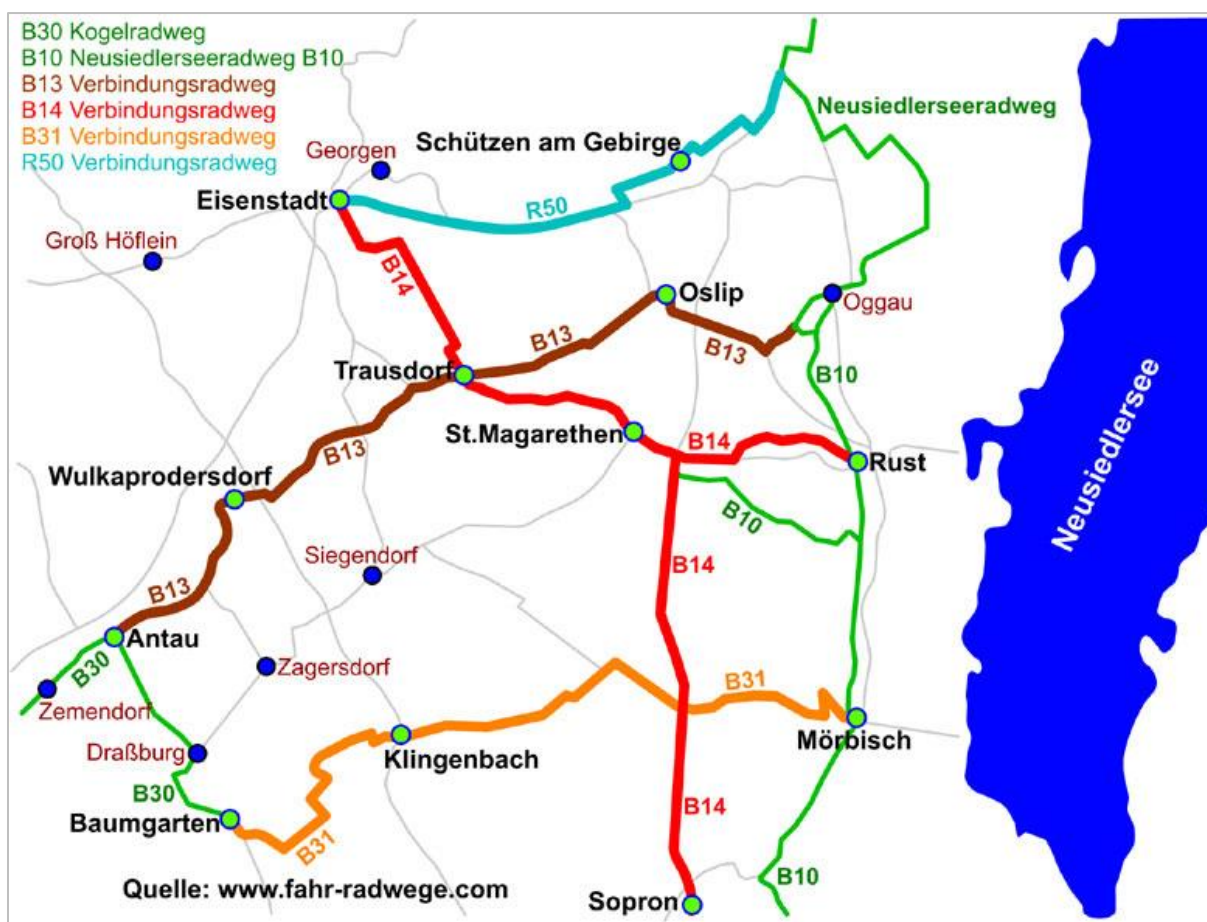 B30 Kogelradweg
B10 Neusiedlerseeradweg B10
B13 Verbindungsradweg
B14 Verbindungsradweg
B31 Verbindungsradweg
R50 Verbindungsradweg
Neusiedlerseeradweg
Georgen
Schützen am Gebirge
Eisenstadt
R50
Groß Höflein
B14
Oslip
Oggau
B13
B13
Trausdorf
B10
Neusiedlersee
St.Magarethen
B14
Rust
B13
Wulkaprodersdorf
B10
Siegendorf
B14
B13
Antau
B30
Zagersdorf
Zemendorf
B31
Mörbisch
Draßburg
Klingenbach
B30
B14
Baumgarten
B31
Quelle: www.fahr-radwege.com
B10
Sopron